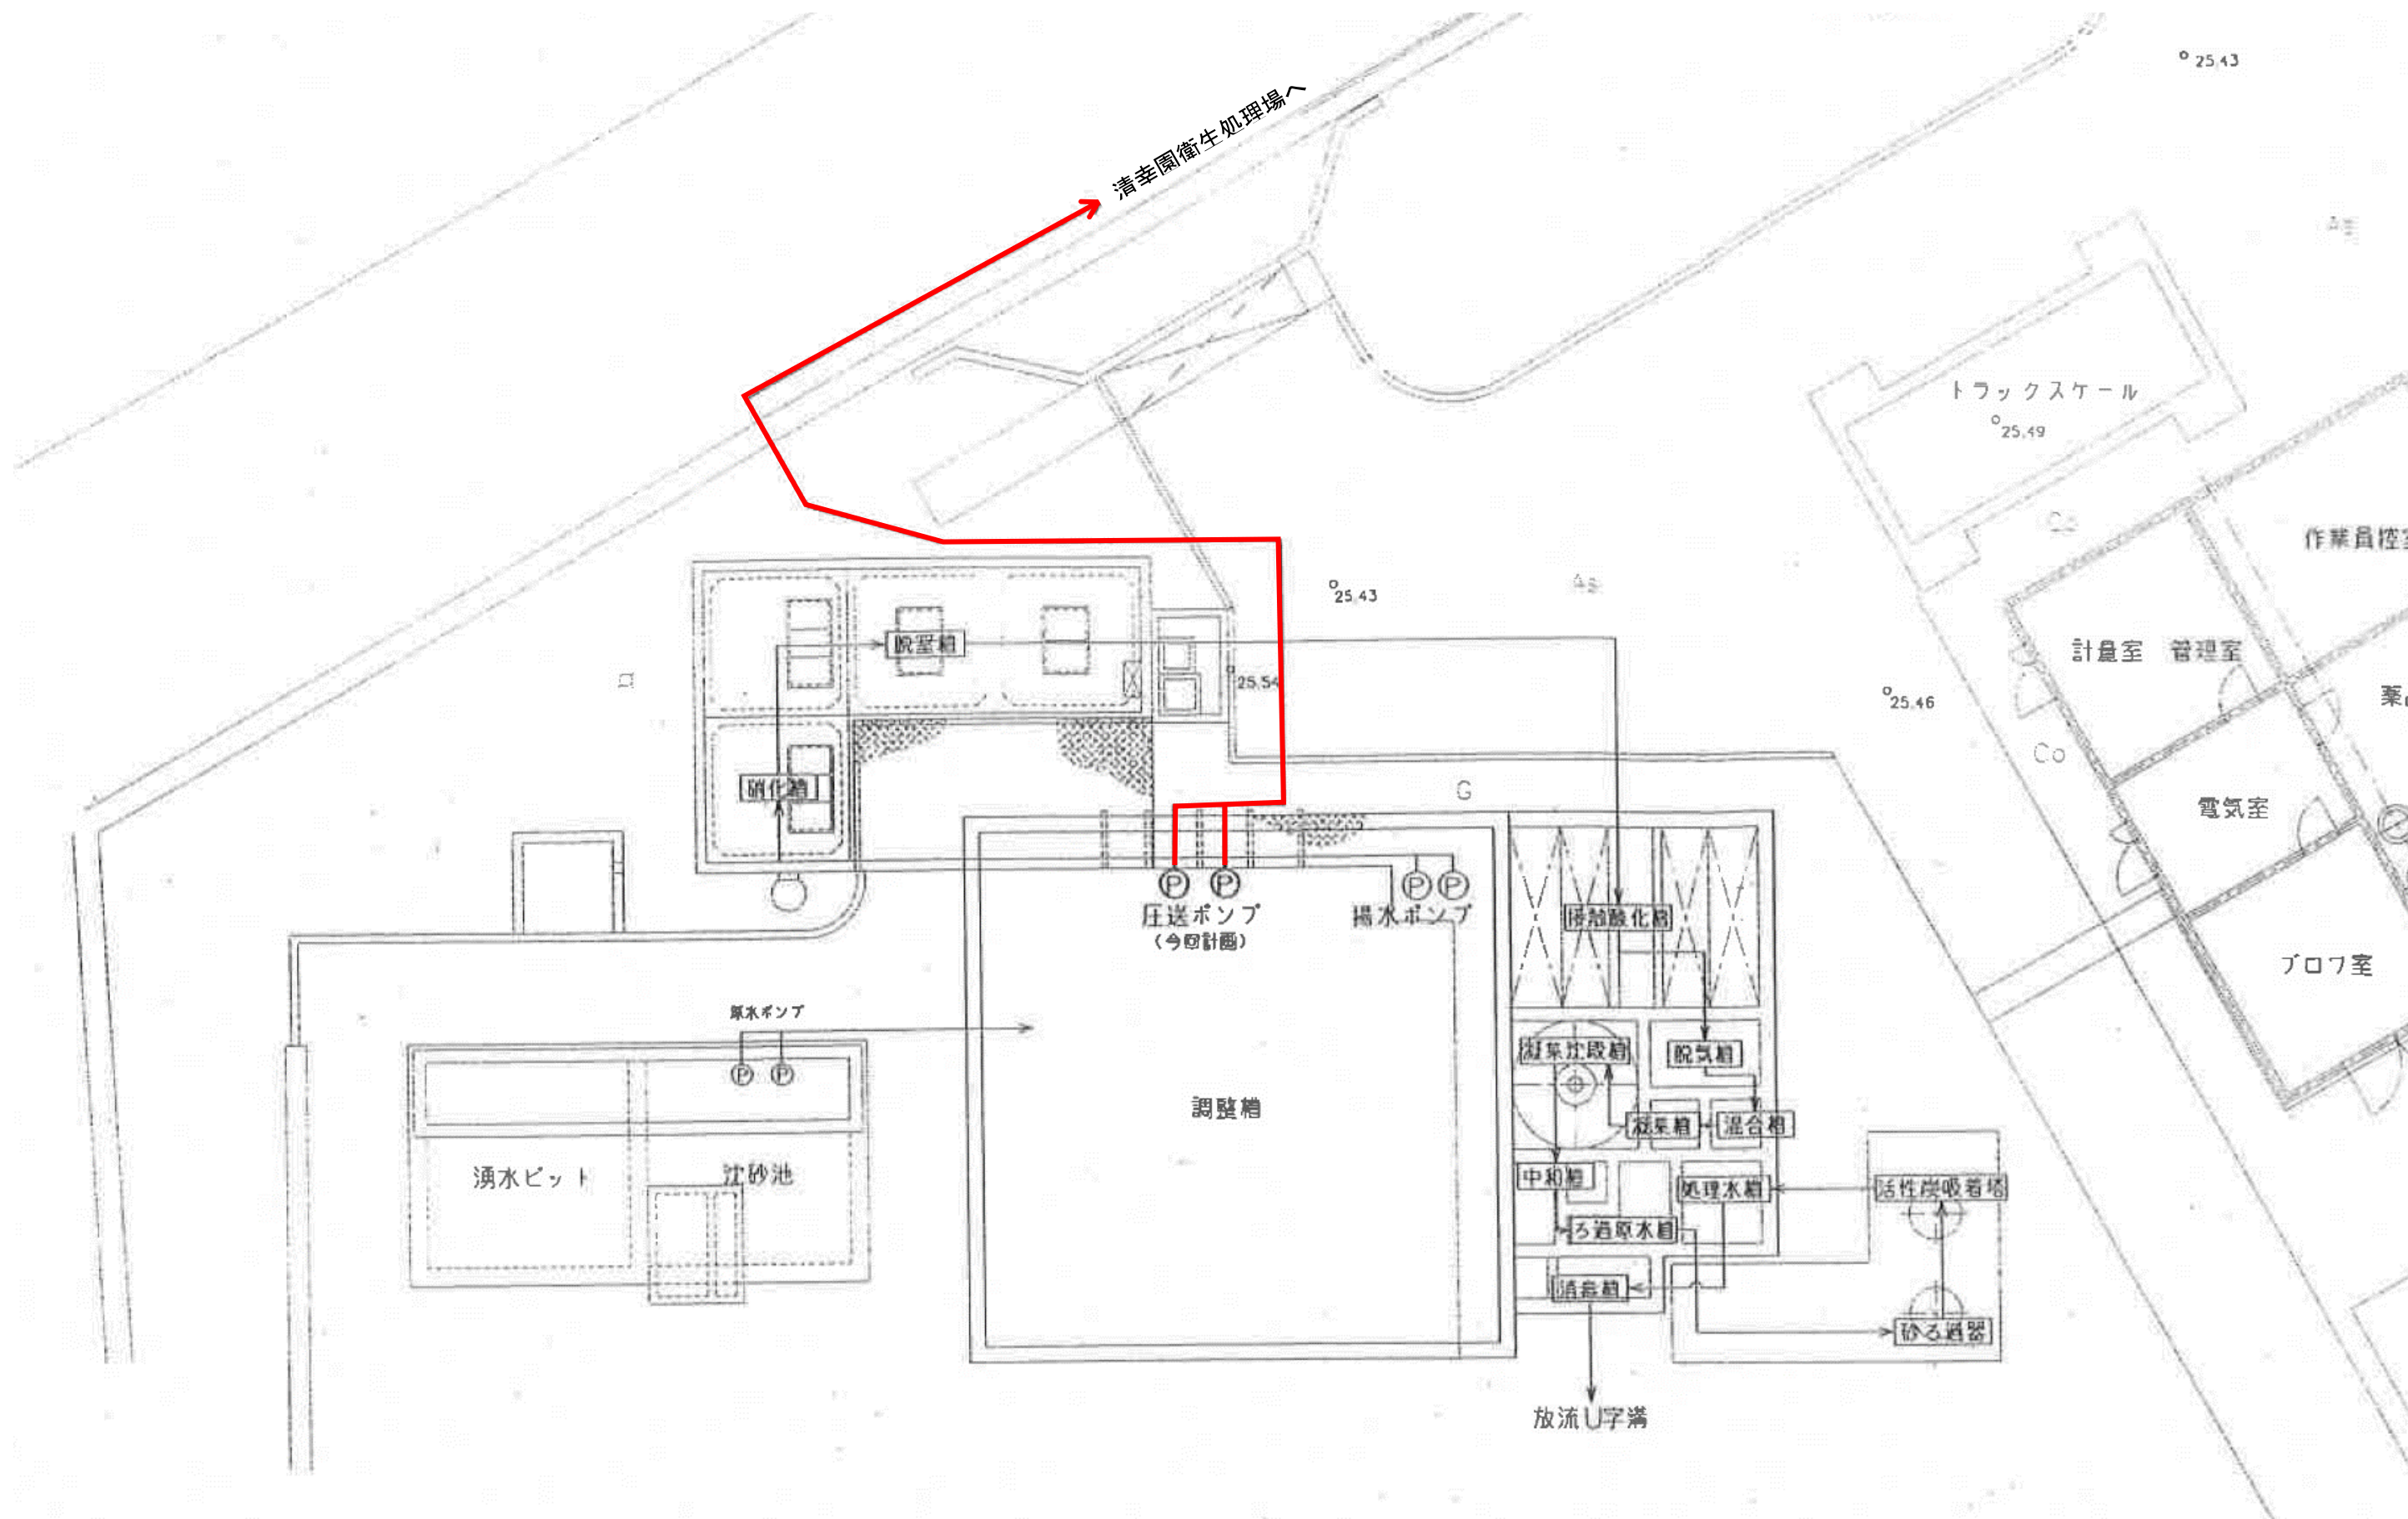 清幸園衛生処理場へ
25.43
As
トラックスケール
25.49
Co
作業員控室
計量室 管理室
25.43
As
脱窒槽
25.54
25.46
Co
硝化槽
G
電気室
P P
圧送ポンプ
(今回計画)
P P
揚水ポンプ
接触酸化槽
ブロワ室
原水ポンプ
P P
凝集沈殿槽
脱気槽
調整槽
凝集槽
混合槽
湧水ピット
沈砂池
中和槽
処理水槽
活性炭吸着塔
ろ過原水槽
消毒槽
砂ろ過器
放流U字溝